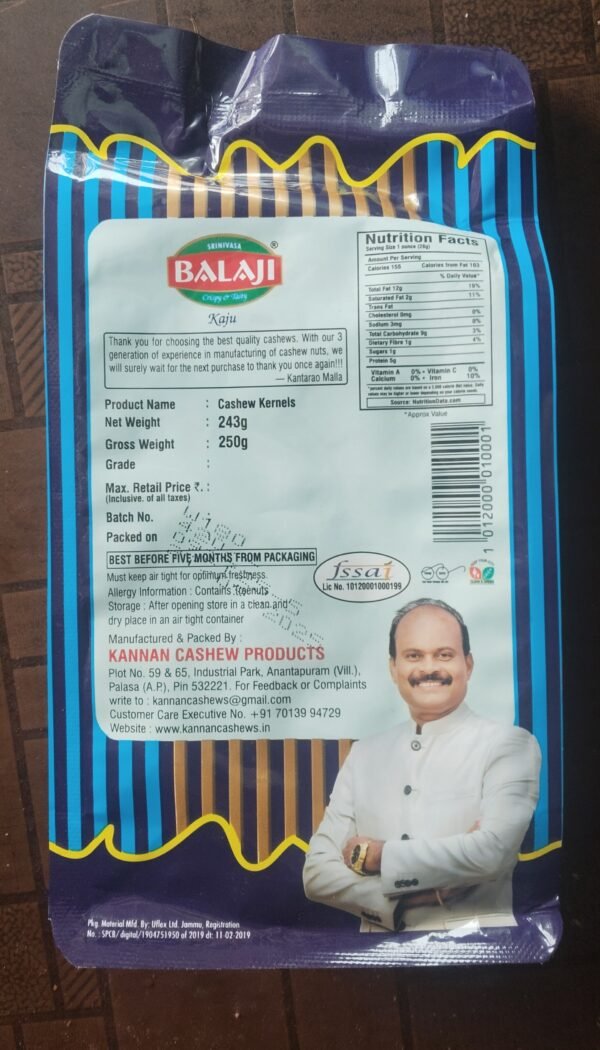 SRINIVASA
BALAJI
®
Crispy & Tasty
Kaju
Thank you for choosing the best quality cashews. With our 3
generation of experience in manufacturing of cashew nuts, we
will surely wait for the next purchase to thank you once again!!!
— Kantarao Malla
Product Name : Cashew Kernels
Net Weight : 243g
Gross Weight : 250g
Grade :
Max. Retail Price ₹. :
(Inclusive. of all taxes)
Batch No.
Packed on
BEST BEFORE FIVE MONTHS FROM PACKAGING
Must keep air tight for optimum freshness.
Allergy Information : Contains Treenuts
Storage : After opening store in a clean and
dry place in an air tight container
Manufactured & Packed By :
KANNAN CASHEW PRODUCTS
Plot No. 59 & 65, Industrial Park, Anantapuram (Vill.),
Palasa (A.P.), Pin 532221. For Feedback or Complaints
write to : kannancashews@gmail.com
Customer Care Executive No. +91 70139 94729
Website : www.kannancashews.in
Nutrition Facts
Serving Size 1 ounce (28g)
Amount Per Serving
Calories 155 Calories from Fat 103
% Daily Value*
Total Fat 12g 19%
Saturated Fat 2g 11%
Trans Fat
Cholesterol 0mg 0%
Sodium 3mg 0%
Total Carbohydrate 9g 3%
Dietary Fibre 1g 4%
Sugars 1g
Protein 5g
Vitamin A 0% • Vitamin C 0%
Calcium 0% • Iron 10%
Source: NutritionData.com
*Approx Value
1 012000 010001
fssai
Lic No. 10120001000199
Pkg. Material Mfd. By: Uflex Ltd. Jammu, Registration
No. : SPCB/digital/1904751950 of 2019 dt: 11-02-2019